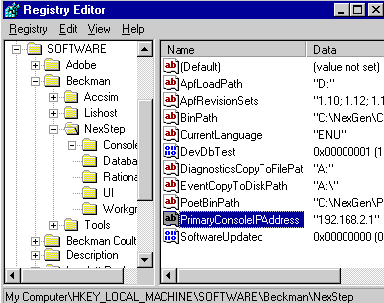 Registry Editor
Registry Edit View Help
SOFTWARE
Adobe
Beckman
Accsim
Lishost
NexStep
Console
Databa
Rationa
UI
Workgr
Tools
Beckman Coult
Description
Name Data
(Default) (value not set)
ApfLoadPath "D:"
ApfRevisionSets "1.10; 1.12; 1
BinPath "C:\NexGen\P
CurrentLanguage "ENU"
DevDbTest 0x00000001 (1
DiagnosticsCopyToFilePat "A:"
EventCopyToDiskPath "A:\"
PoetBinPath "C:\NexGen\C
PrimaryConsoleIPAddress "192.168.2.1"
SoftwareUpdatec 0x00000000 (0
My Computer\HKEY_LOCAL_MACHINE\SOFTWARE\Beckman\NexStep